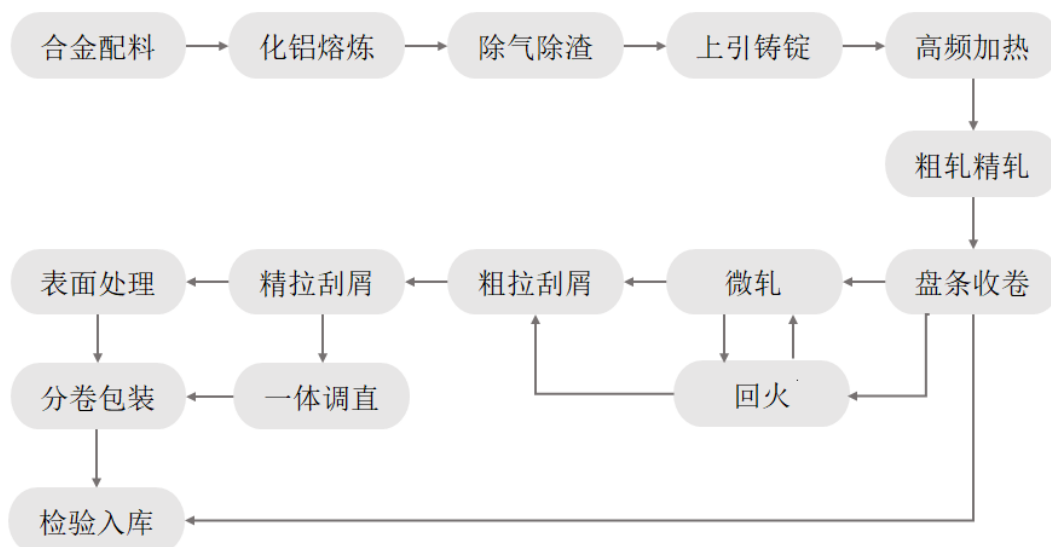 合金配料
化铝熔炼
除气除渣
上引铸锭
高频加热
粗轧精轧
表面处理
精拉刮屑
粗拉刮屑
微轧
盘条收卷
分卷包装
一体调直
回火
检验入库